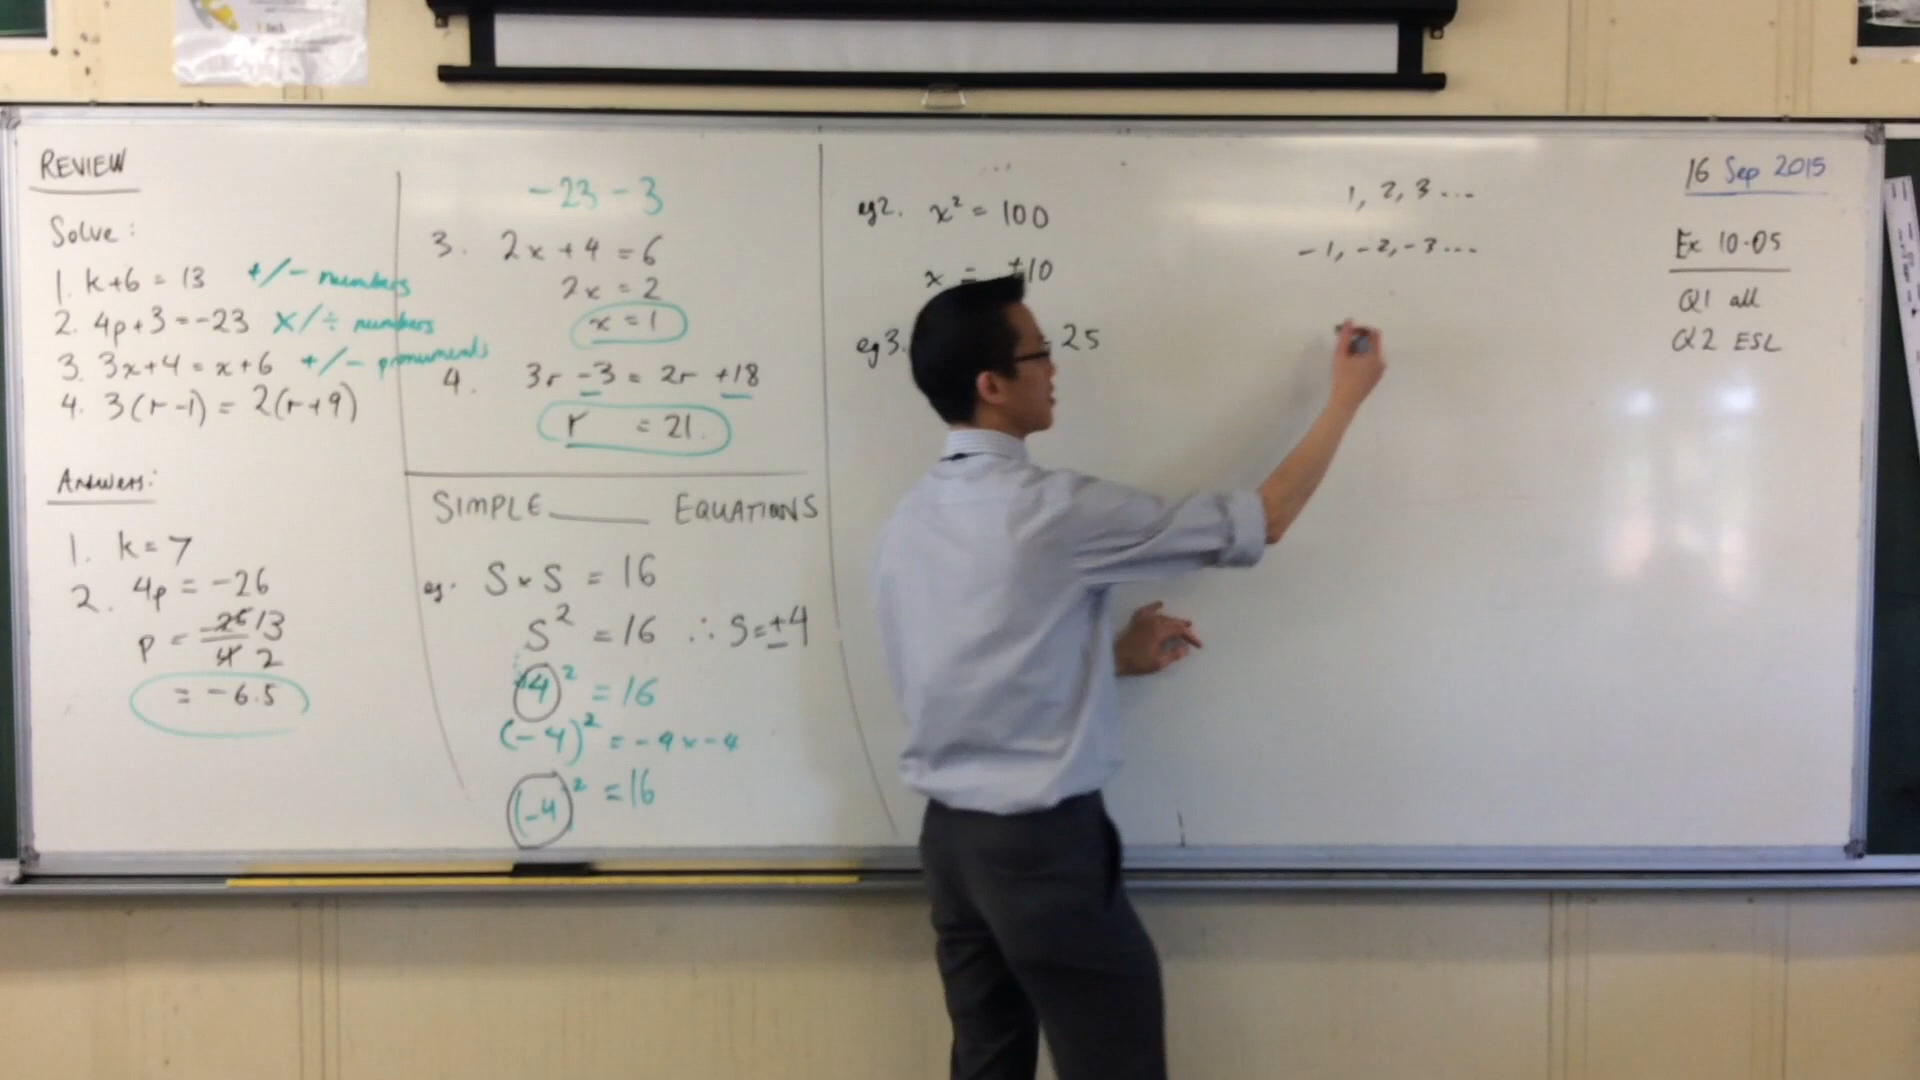 REVIEW
Solve:
1. k+6 = 13 +/- numbers
2. 4p+3 = -23 ×/÷ numbers
3. 3x+4 = x+6 +/- pronumerals
4. 3(r-1) = 2(r+9)
Answers:
1. k = 7
2. 4p = -26
p = -26 13
4 2
= -6.5
-23 - 3
3. 2x + 4 = 6
2x = 2
x = 1
4. 3r - 3 = 2r + 18
r = 21.
SIMPLE ______ EQUATIONS
eg. S × S = 16
S² = 16 ∴ S = ±4
4² = 16
(-4)² = -4 × -4
(-4)² = 16
eg 2. x² = 100
x = ±10
eg 3. = 25
1, 2, 3 ...
-1, -2, -3 ...
16 Sep 2015
Ex 10-05
Q1 all
Q2 ESL